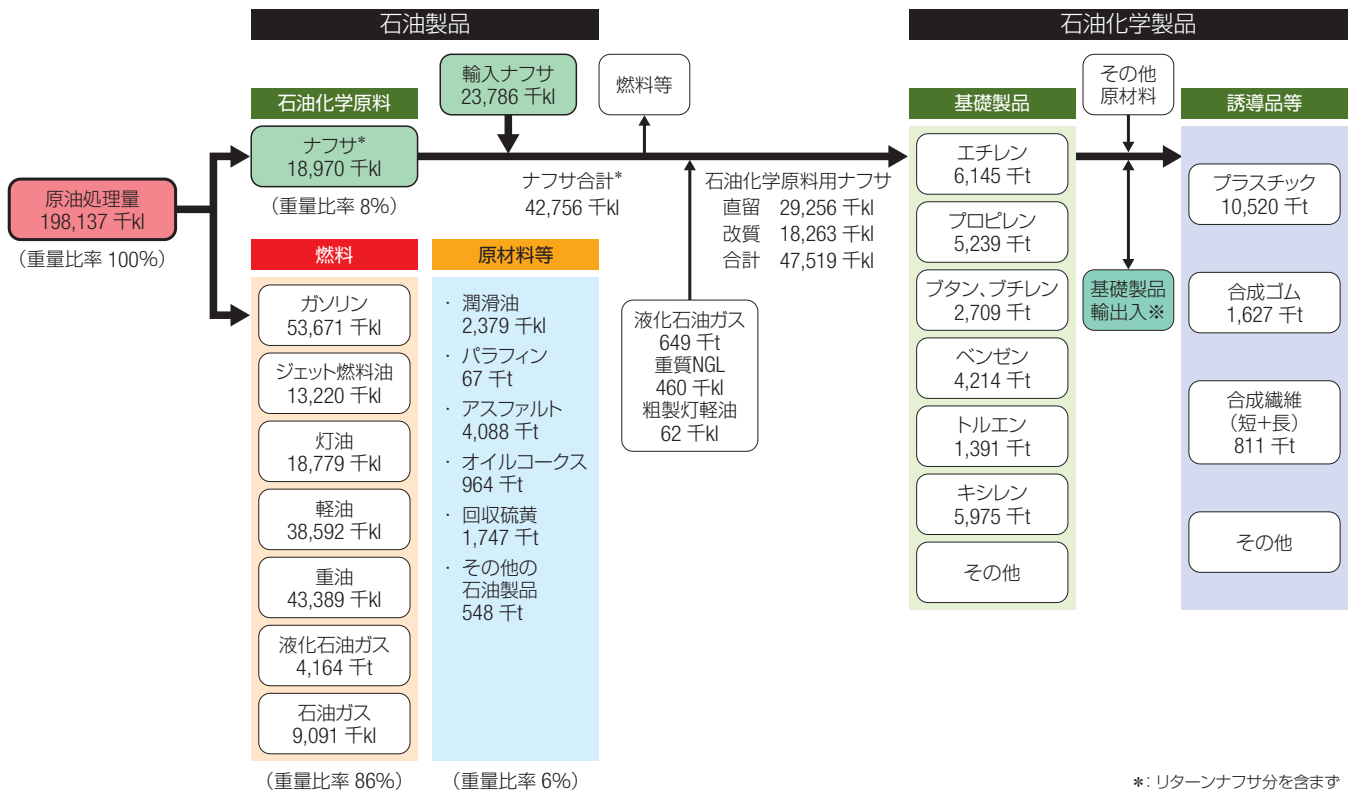 石油製品
石油化学製品
原油処理量
198,137 千kl
（重量比率 100%）
石油化学原料
ナフサ*
18,970 千kl
（重量比率 8%）
輸入ナフサ
23,786 千kl
燃料等
ナフサ合計*
42,756 千kl
石油化学原料用ナフサ
直留　29,256 千kl
改質　18,263 千kl
合計　47,519 千kl
液化石油ガス
649 千t
重質NGL
460 千kl
粗製灯軽油
62 千kl
燃料
ガソリン
53,671 千kl
ジェット燃料油
13,220 千kl
灯油
18,779 千kl
軽油
38,592 千kl
重油
43,389 千kl
液化石油ガス
4,164 千t
石油ガス
9,091 千kl
（重量比率 86%）
原材料等
・ 潤滑油
2,379 千kl
・ パラフィン
67 千t
・ アスファルト
4,088 千t
・ オイルコークス
964 千t
・ 回収硫黄
1,747 千t
・ その他の
石油製品
548 千t
（重量比率 6%）
基礎製品
エチレン
6,145 千t
プロピレン
5,239 千t
ブタン、ブチレン
2,709 千t
ベンゼン
4,214 千t
トルエン
1,391 千t
キシレン
5,975 千t
その他
その他
原材料
基礎製品
輸出入※
誘導品等
プラスチック
10,520 千t
合成ゴム
1,627 千t
合成繊維
（短+長）
811 千t
その他
*: リターンナフサ分を含まず